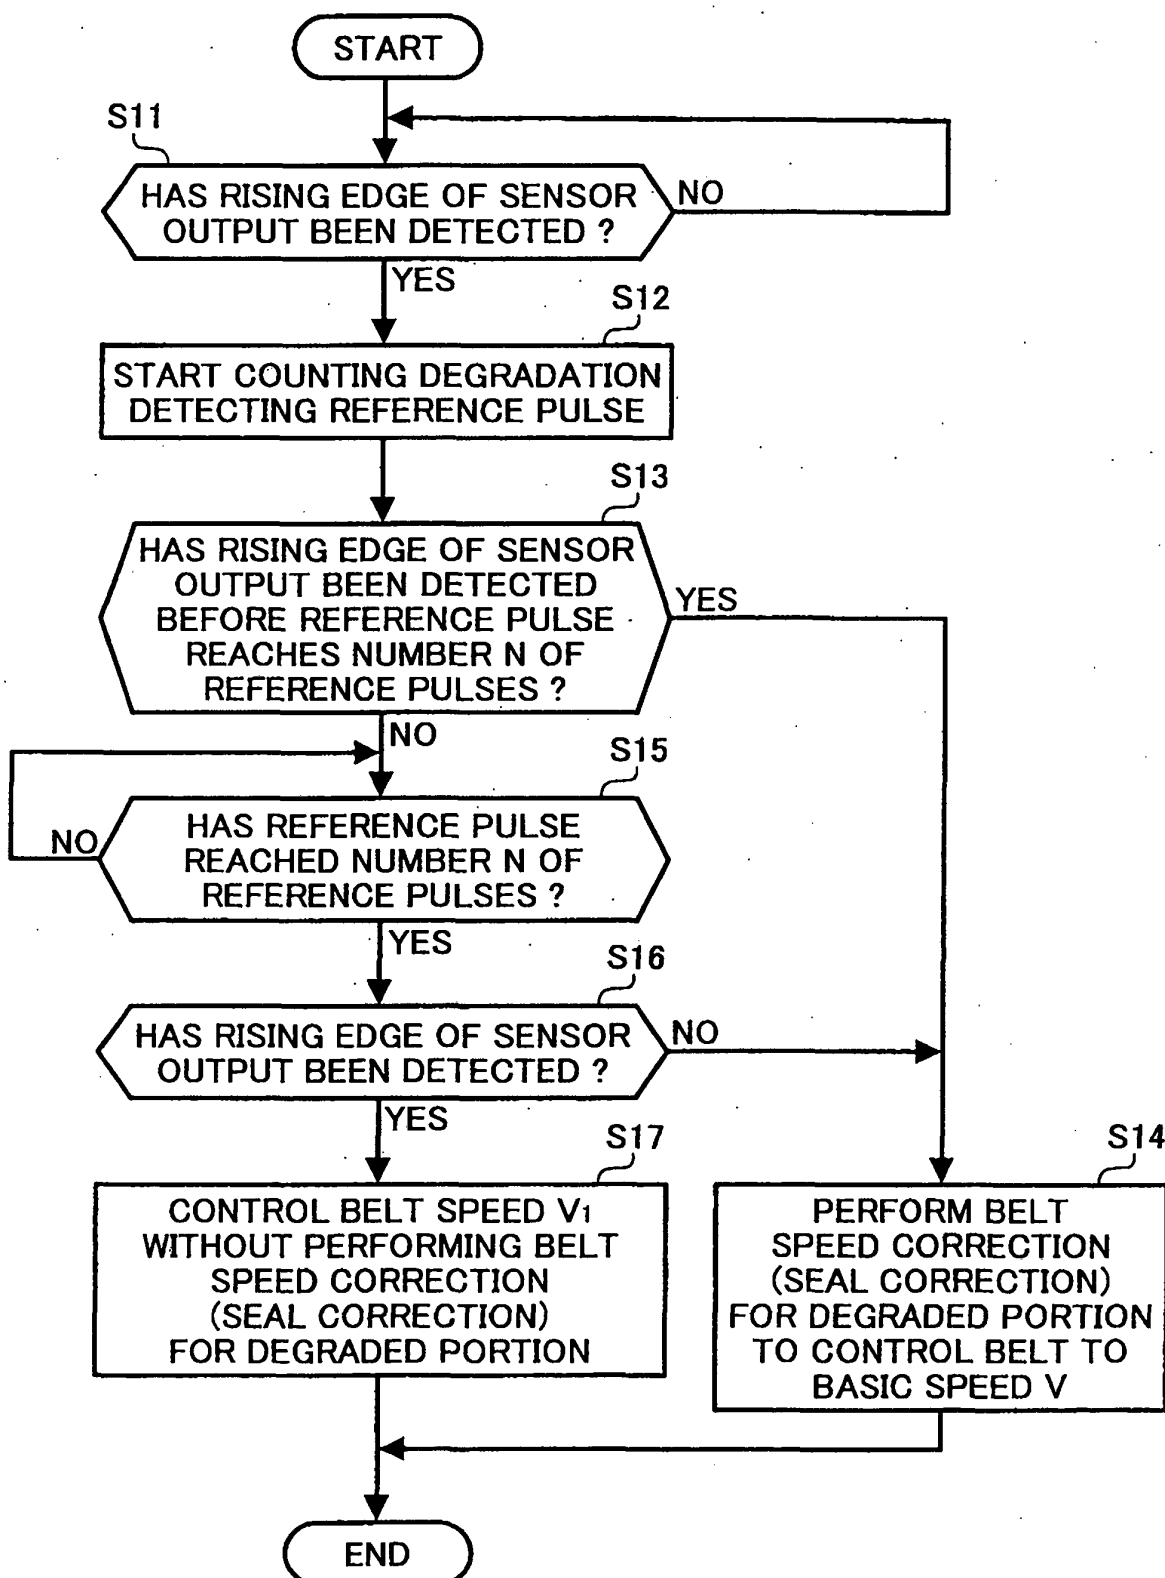 START
S11
HAS RISING EDGE OF SENSOR
OUTPUT BEEN DETECTED ?
NO
YES
S12
START COUNTING DEGRADATION
DETECTING REFERENCE PULSE
S13
HAS RISING EDGE OF SENSOR
OUTPUT BEEN DETECTED
BEFORE REFERENCE PULSE
REACHES NUMBER N OF
REFERENCE PULSES ?
YES
NO
S15
HAS REFERENCE PULSE
REACHED NUMBER N OF
REFERENCE PULSES ?
NO
YES
S16
HAS RISING EDGE OF SENSOR
OUTPUT BEEN DETECTED ?
NO
YES
S17
CONTROL BELT SPEED V1
WITHOUT PERFORMING BELT
SPEED CORRECTION
(SEAL CORRECTION)
FOR DEGRADED PORTION
S14
PERFORM BELT
SPEED CORRECTION
(SEAL CORRECTION)
FOR DEGRADED PORTION
TO CONTROL BELT TO
BASIC SPEED V
END